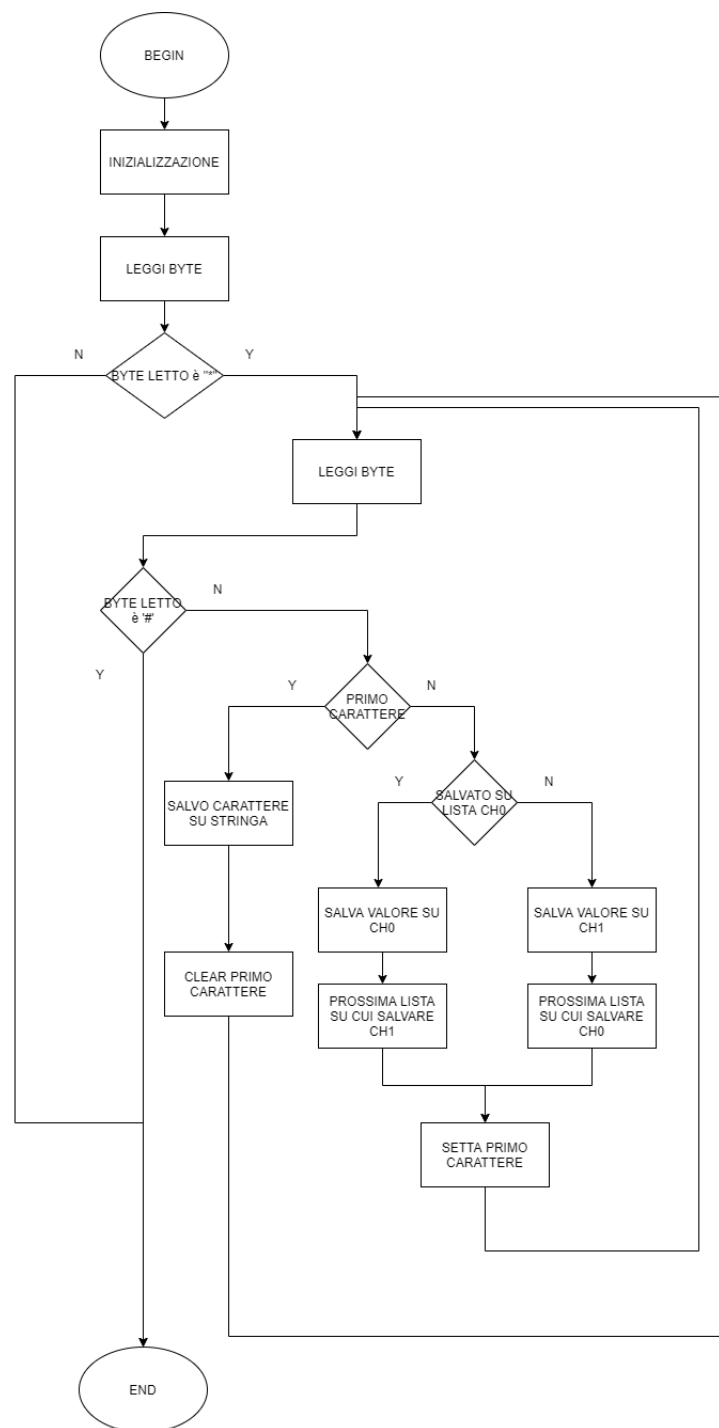 BEGIN
INIZIALIZZAZIONE
LEGGI BYTE
N
Y
BYTE LETTO è "*"
LEGGI BYTE
BYTE LETTO
è '#'
N
Y
Y
N
PRIMO
CARATTERE
SALVO CARATTERE
SU STRINGA
Y
N
SALVATO SU
LISTA CH0
SALVA VALORE SU
CH0
SALVA VALORE SU
CH1
CLEAR PRIMO
CARATTERE
PROSSIMA LISTA
SU CUI SALVARE
CH1
PROSSIMA LISTA
SU CUI SALVARE
CH0
SETTA PRIMO
CARATTERE
END